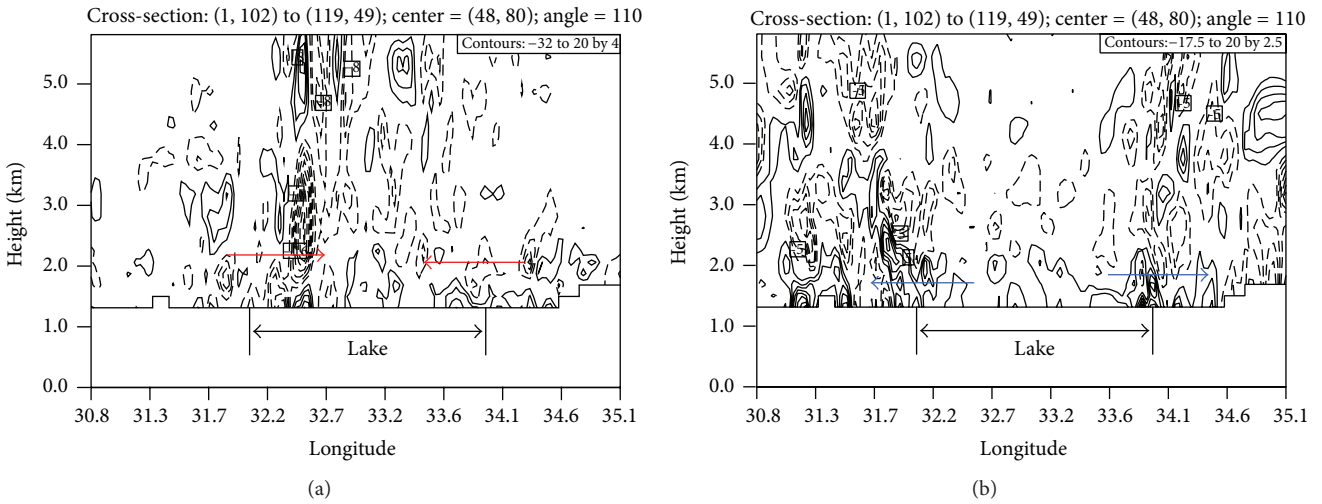 Cross-section: (1, 102) to (119, 49); center = (48, 80); angle = 110
Contours: −32 to 20 by 4
5.0
4.0
3.0
2.0
1.0
0.0
Height (km)
Lake
30.8 31.3 31.7 32.2 32.7 33.2 33.6 34.1 34.6 35.1
Longitude
(a)
Cross-section: (1, 102) to (119, 49); center = (48, 80); angle = 110
Contours:−17.5 to 20 by 2.5
5.0
4.0
3.0
2.0
1.0
0.0
Height (km)
Lake
30.8 31.3 31.7 32.2 32.7 33.2 33.6 34.1 34.6 35.1
Longitude
(b)